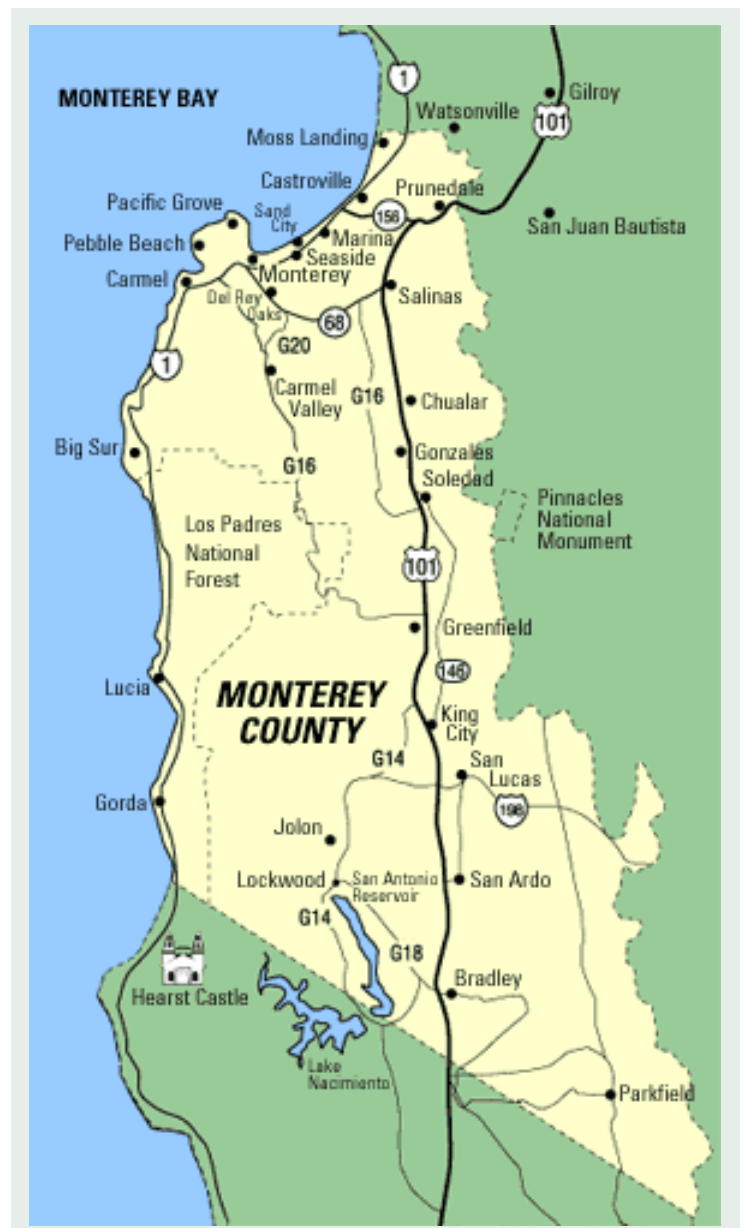 1
MONTEREY BAY
Gilroy
Watsonville
101
Moss Landing
Castroville
Prunedale
Pacific Grove
Sand
City
156
San Juan Bautista
Marina
Pebble Beach
Seaside
Monterey
Carmel
Del Rey
Oaks
Salinas
68
G20
1
Carmel
Valley
G16
Chualar
Big Sur
Gonzales
G16
Soledad
Pinnacles
National
Monument
Los Padres
National
Forest
101
Greenfield
146
Lucia
MONTEREY
COUNTY
King
City
G14
San
Lucas
Gorda
198
Jolon
Lockwood
San Antonio
Reservoir
San Ardo
G14
G18
Bradley
Hearst Castle
Lake
Nacimiento
Parkfield